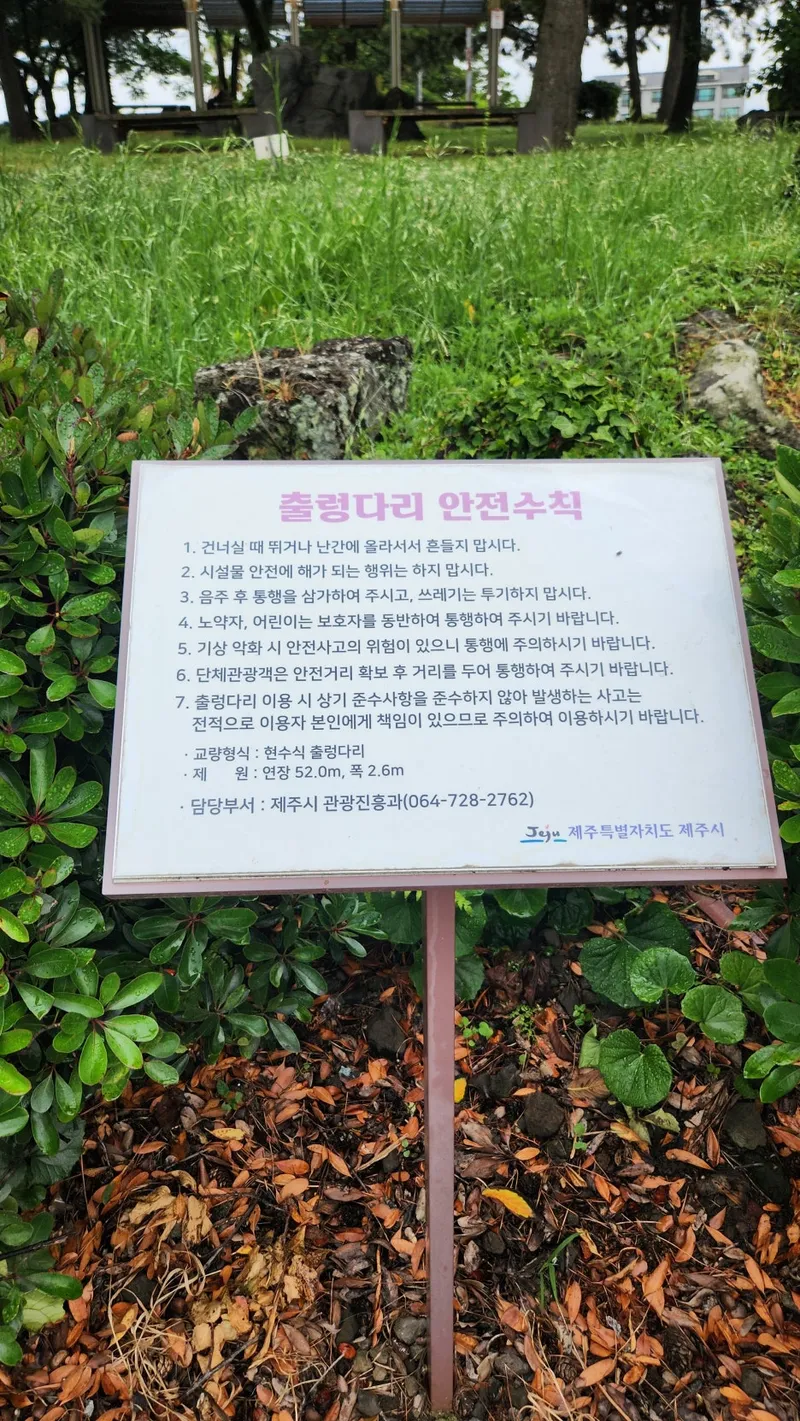 출렁다리 안전수칙
1. 건너실 때 뛰거나 난간에 올라서서 흔들지 맙시다.
2. 시설물 안전에 해가 되는 행위는 하지 맙시다.
3. 음주 후 통행을 삼가하여 주시고, 쓰레기는 투기하지 맙시다.
4. 노약자, 어린이는 보호자를 동반하여 통행하여 주시기 바랍니다.
5. 기상 악화 시 안전사고의 위험이 있으니 통행에 주의하시기 바랍니다.
6. 단체관광객은 안전거리 확보 후 거리를 두어 통행하여 주시기 바랍니다.
7. 출렁다리 이용 시 상기 준수사항을 준수하지 않아 발생하는 사고는
전적으로 이용자 본인에게 책임이 있으므로 주의하여 이용하시기 바랍니다.
· 교량형식 : 현수식 출렁다리
· 제 원 : 연장 52.0m, 폭 2.6m
· 담당부서 : 제주시 관광진흥과(064-728-2762)
Jeju 제주특별자치도 제주시